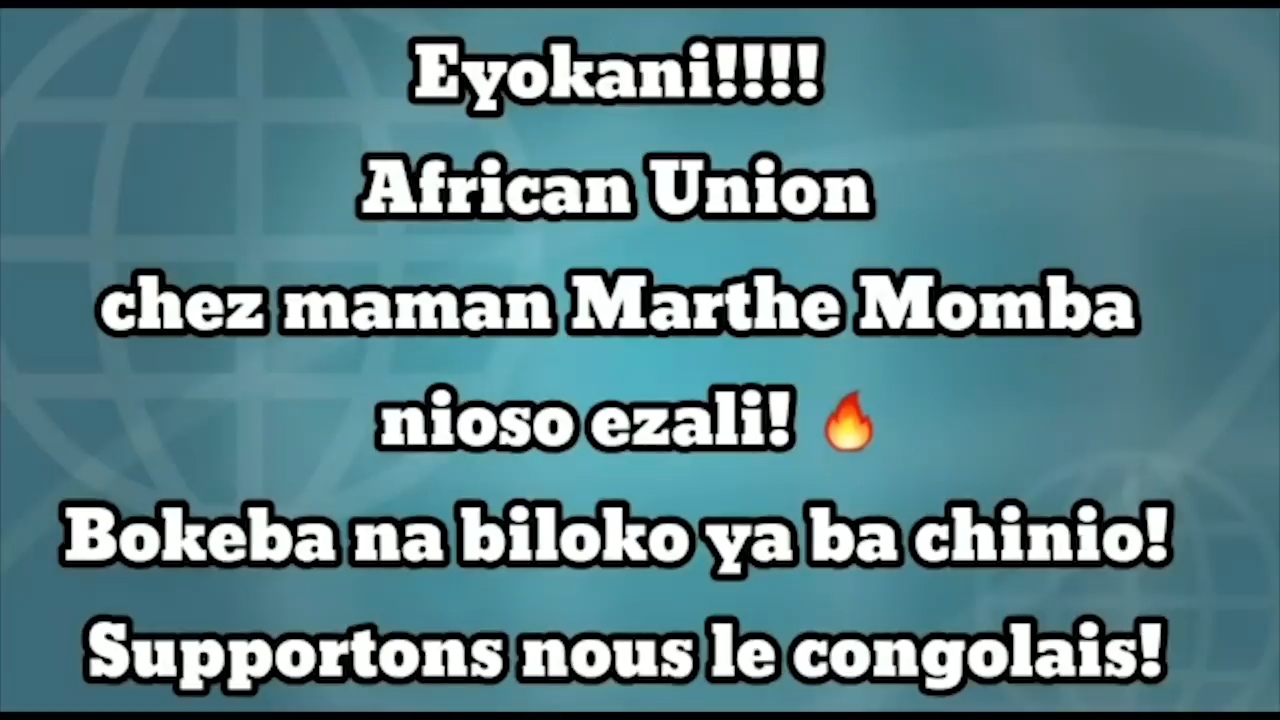 Eyokani!!!!
African Union
chez maman Marthe Momba
nioso ezali! 🔥
Bokeba na biloko ya ba chinio!
Supportons nous le congolais!